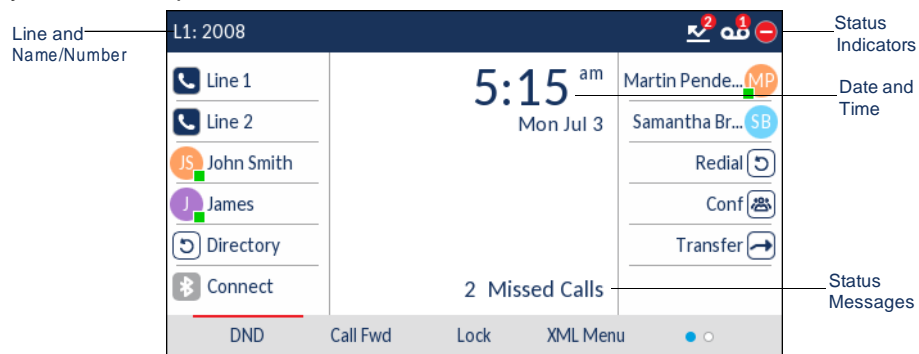 Line and
Name/Number
L1: 2008
2
1
Status
Indicators
Line 1
Line 2
JS John Smith
J James
Directory
Connect
5:15 am
Mon Jul 3
2 Missed Calls
Martin Pende... MP
Samantha Br... SB
Redial
Conf
Transfer
Date and
Time
Status
Messages
DND Call Fwd Lock XML Menu